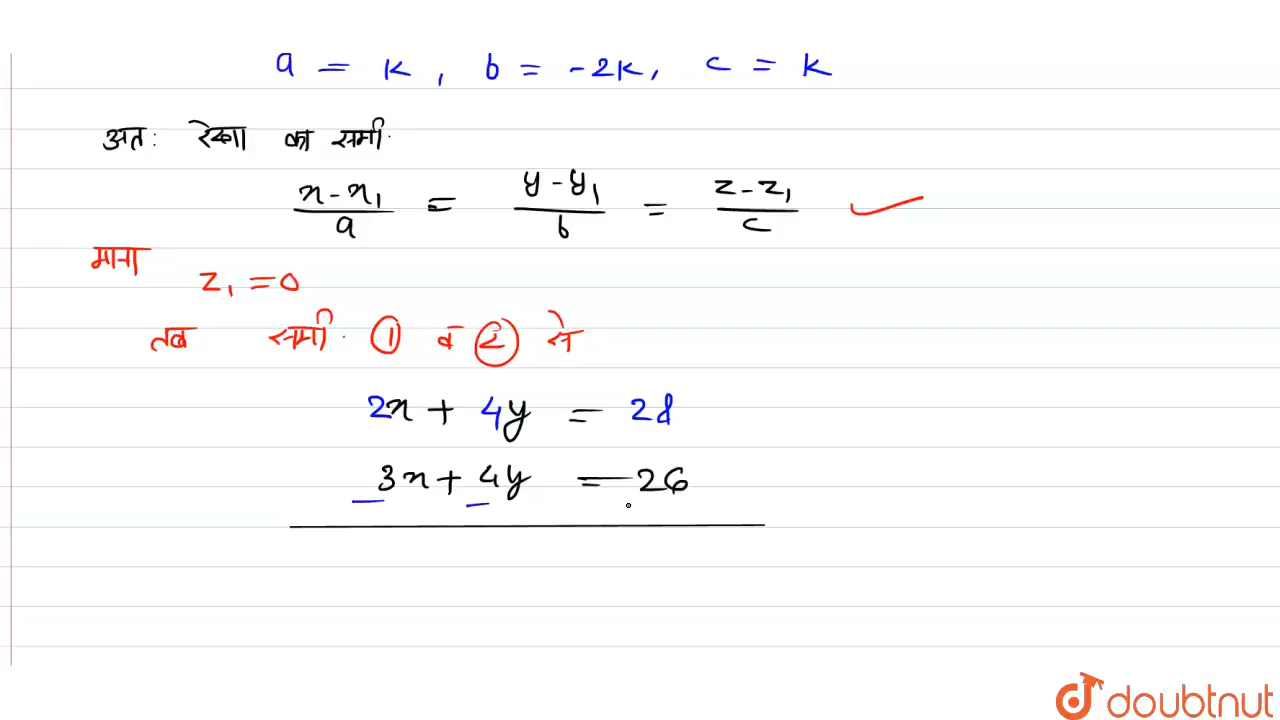 a = k, b = -2k, c = k
अतः रेखा का समी.
x - x₁ / a = y - y₁ / b = z - z₁ / c
माना
z₁ = 0
तब समी. ① व ② से
2x + 4y = 28
3x + 4y = 26
doubtnut